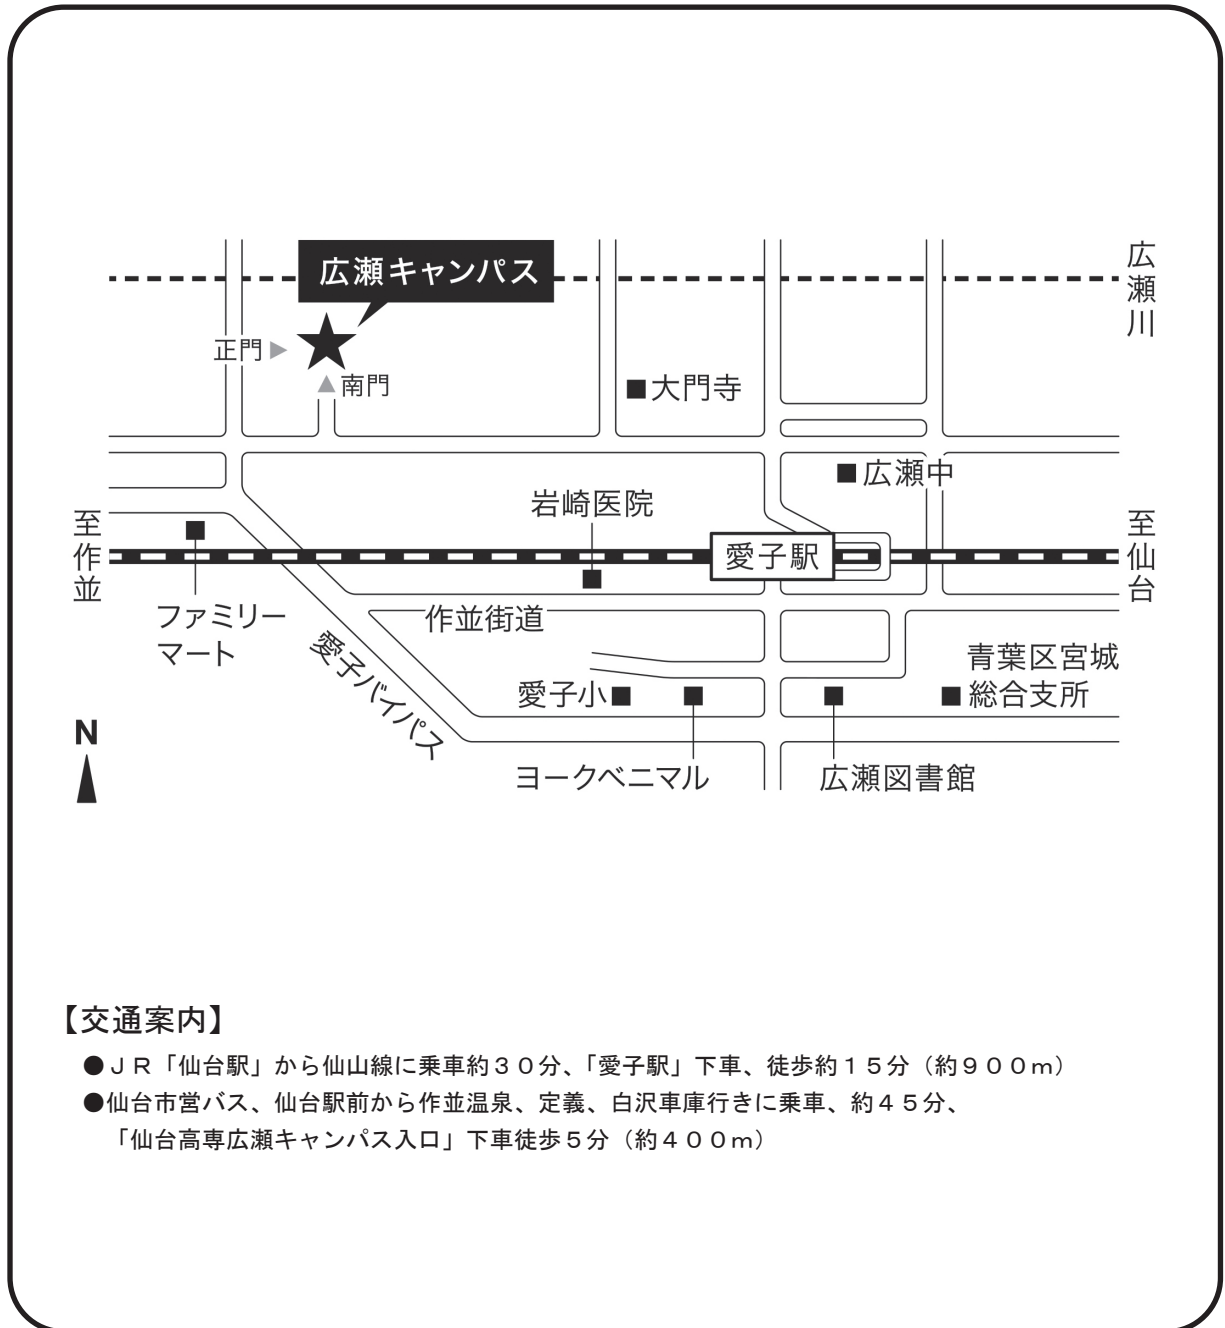 広瀬キャンパス
広瀬川
正門
南門
大門寺
広瀬中
岩崎医院
至作並
愛子駅
至仙台
ファミリー
マート
作並街道
愛子バイパス
青葉区宮城
総合支所
愛子小
N
ヨークベニマル
広瀬図書館
【交通案内】
●ＪＲ「仙台駅」から仙山線に乗車約３０分、「愛子駅」下車、徒歩約１５分（約９００ｍ）
●仙台市営バス、仙台駅前から作並温泉、定義、白沢車庫行きに乗車、約４５分、
「仙台高専広瀬キャンパス入口」下車徒歩５分（約４００ｍ）